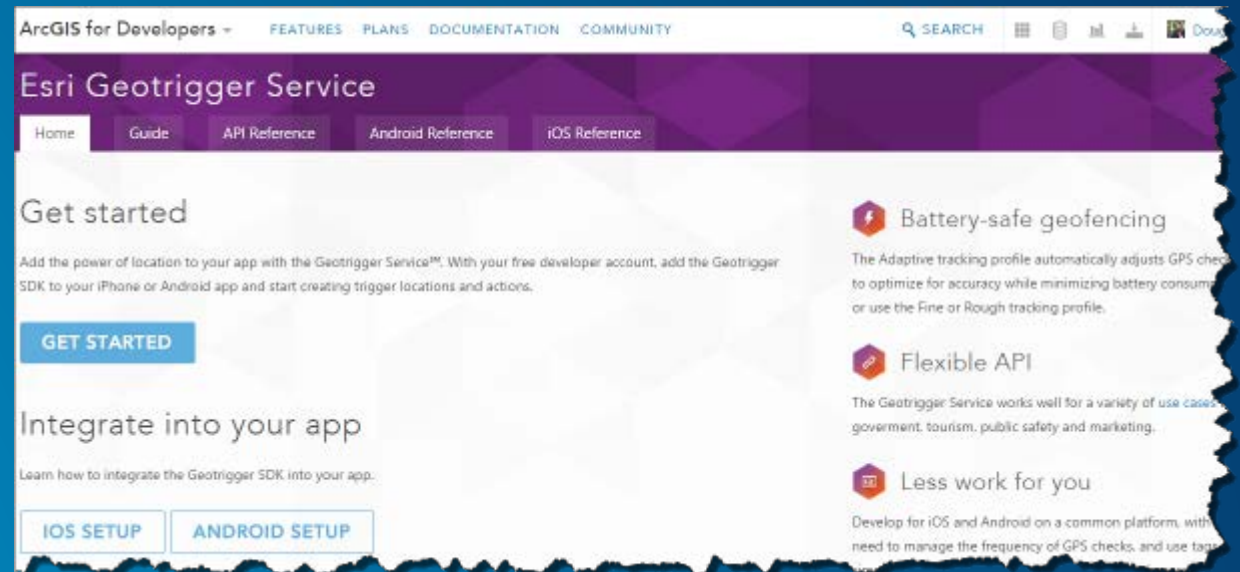 ArcGIS for Developers FEATURES PLANS DOCUMENTATION COMMUNITY SEARCH
Esri Geotrigger Service
Home Guide API Reference Android Reference iOS Reference
Get started
Add the power of location to your app with the Geotrigger Service℠. With your free developer account, add the Geotrigger
SDK to your iPhone or Android app and start creating trigger locations and actions.
GET STARTED
Integrate into your app
Learn how to integrate the Geotrigger SDK into your app.
IOS SETUP ANDROID SETUP
Battery-safe geofencing
The Adaptive tracking profile automatically adjusts GPS
to optimize for accuracy while minimizing battery
or use the Fine or Rough tracking profile.
Flexible API
The Geotrigger Service works well for a variety of use cases
goverment, tourism, public safety and marketing.
Less work for you
Develop for iOS and Android on a common platform, with
need to manage the frequency of GPS checks, and use tags